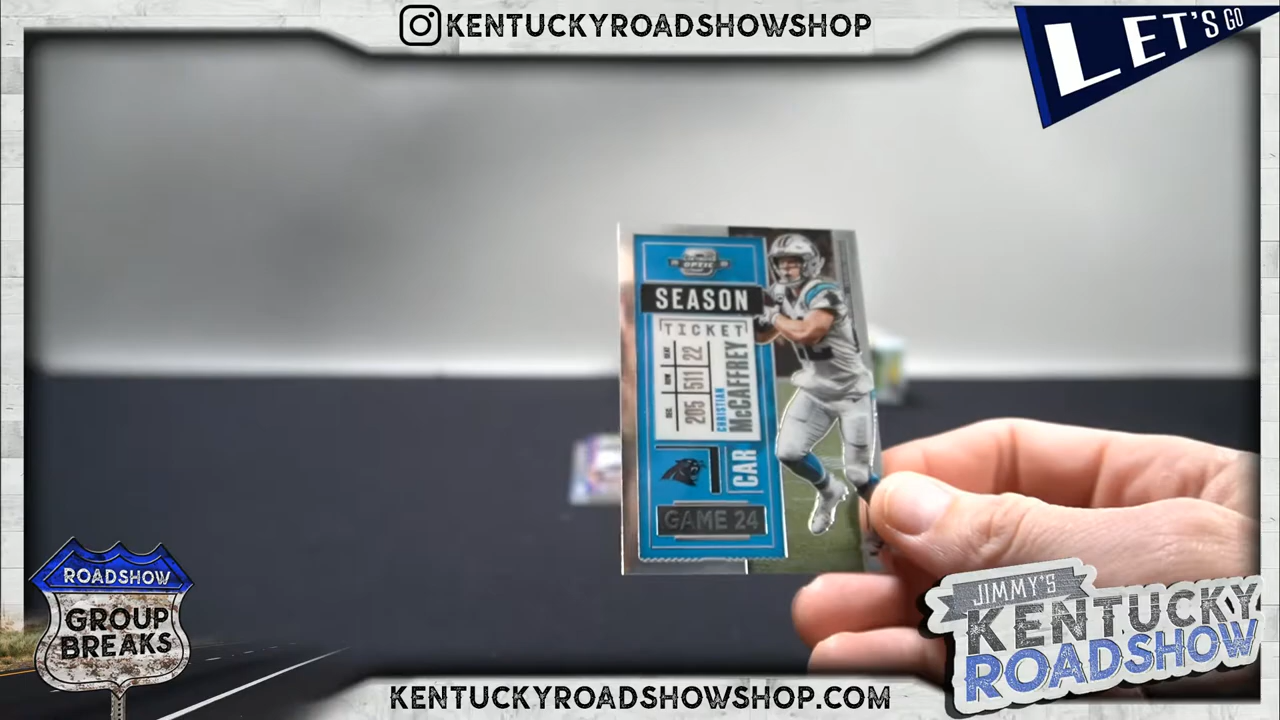 KENTUCKYROADSHOWSHOP
LET'S GO
OPTIC
SEASON
TICKET
SEAT
ROW
SEC.
22
511
205
CHRISTIAN
McCAFFREY
CAR
GAME 24
ROADSHOW
GROUP
BREAKS
JIMMY'S
KENTUCKY
ROADSHOW
KENTUCKYROADSHOWSHOP.COM